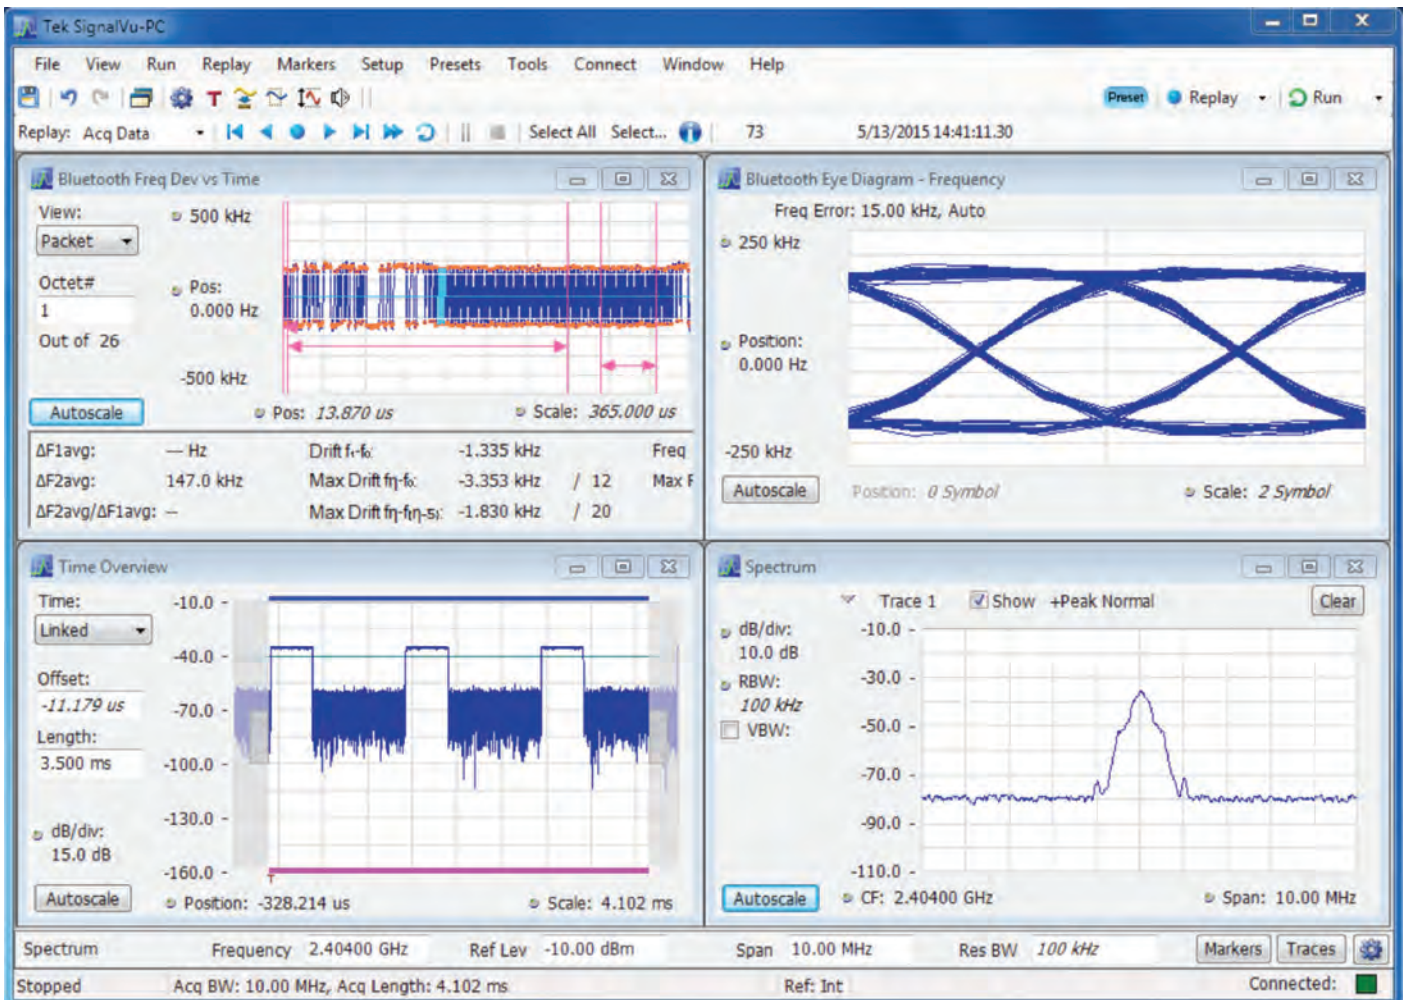 Tek SignalVu-PC
File View Run Replay Markers Setup Presets Tools Connect Window Help
T Preset Replay Run
Replay: Acq Data Select All Select... 73 5/13/2015 14:41:11.30
Bluetooth Freq Dev vs Time
View:
Packet
Octet#
1
Out of 26
Autoscale
500 kHz
Pos:
0.000 Hz
-500 kHz
Pos: 13.870 us Scale: 365.000 us
ΔF1avg: --- Hz Drift f₁-f₀: -1.335 kHz Freq
ΔF2avg: 147.0 kHz Max Drift fη-f₀: -3.353 kHz / 12 Max F
ΔF2avg/ΔF1avg: -- -1.830 kHz / 20
Bluetooth Eye Diagram - Frequency
Freq Error: 15.00 kHz, Auto
250 kHz
Position:
0.000 Hz
-250 kHz
Autoscale Position: 0 Symbol Scale: 2 Symbol
Time Overview
Time:
Linked
Offset:
-11.179 us
Length:
3.500 ms
dB/div:
15.0 dB
Autoscale
-10.0
-40.0
-70.0
-100.0
-130.0
-160.0
T
Position: -328.214 us Scale: 4.102 ms
Spectrum
Trace 1 Show +Peak Normal Clear
dB/div:
10.0 dB
RBW:
100 kHz
VBW:
-10.0
-30.0
-50.0
-70.0
-90.0
-110.0
Autoscale CF: 2.40400 GHz Span: 10.00 MHz
Spectrum Frequency 2.40400 GHz Ref Lev -10.00 dBm Span 10.00 MHz Res BW 100 kHz Markers Traces
Stopped Acq BW: 10.00 MHz, Acq Length: 4.102 ms Ref: Int Connected: